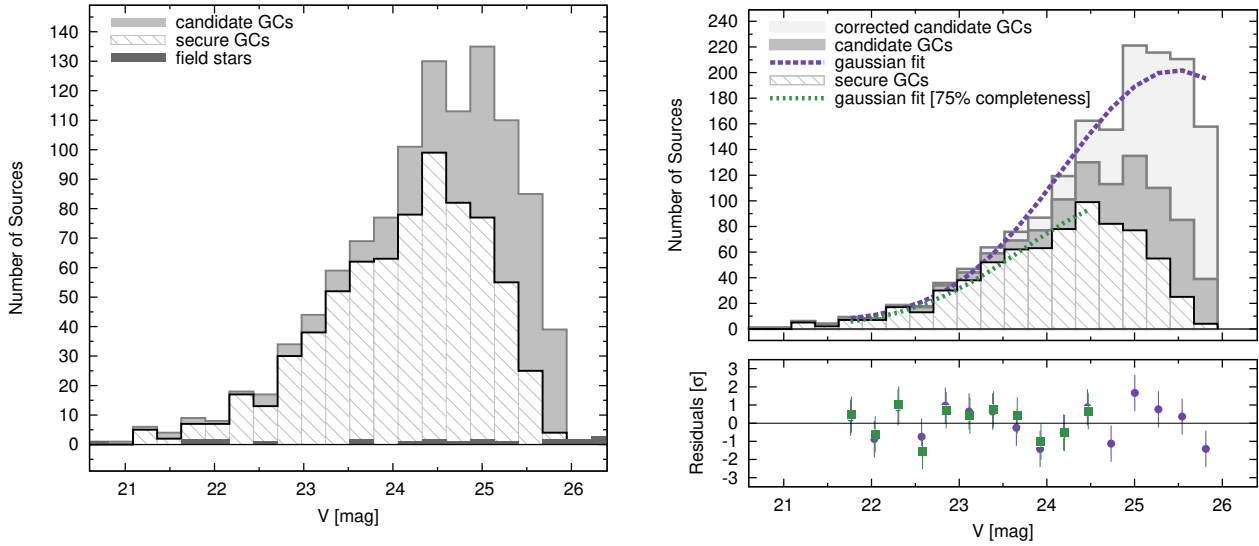 candidate GCs
secure GCs
field stars
140
130
120
110
100
90
80
70
60
50
40
30
20
10
0
Number of Sources
21 22 23 24 25 26
V [mag]
corrected candidate GCs
candidate GCs
gaussian fit
secure GCs
gaussian fit [75% completeness]
240
220
200
180
160
140
120
100
80
60
40
20
0
Number of Sources
3
2
1
0
-1
-2
-3
Residuals [σ]
21 22 23 24 25 26
V [mag]